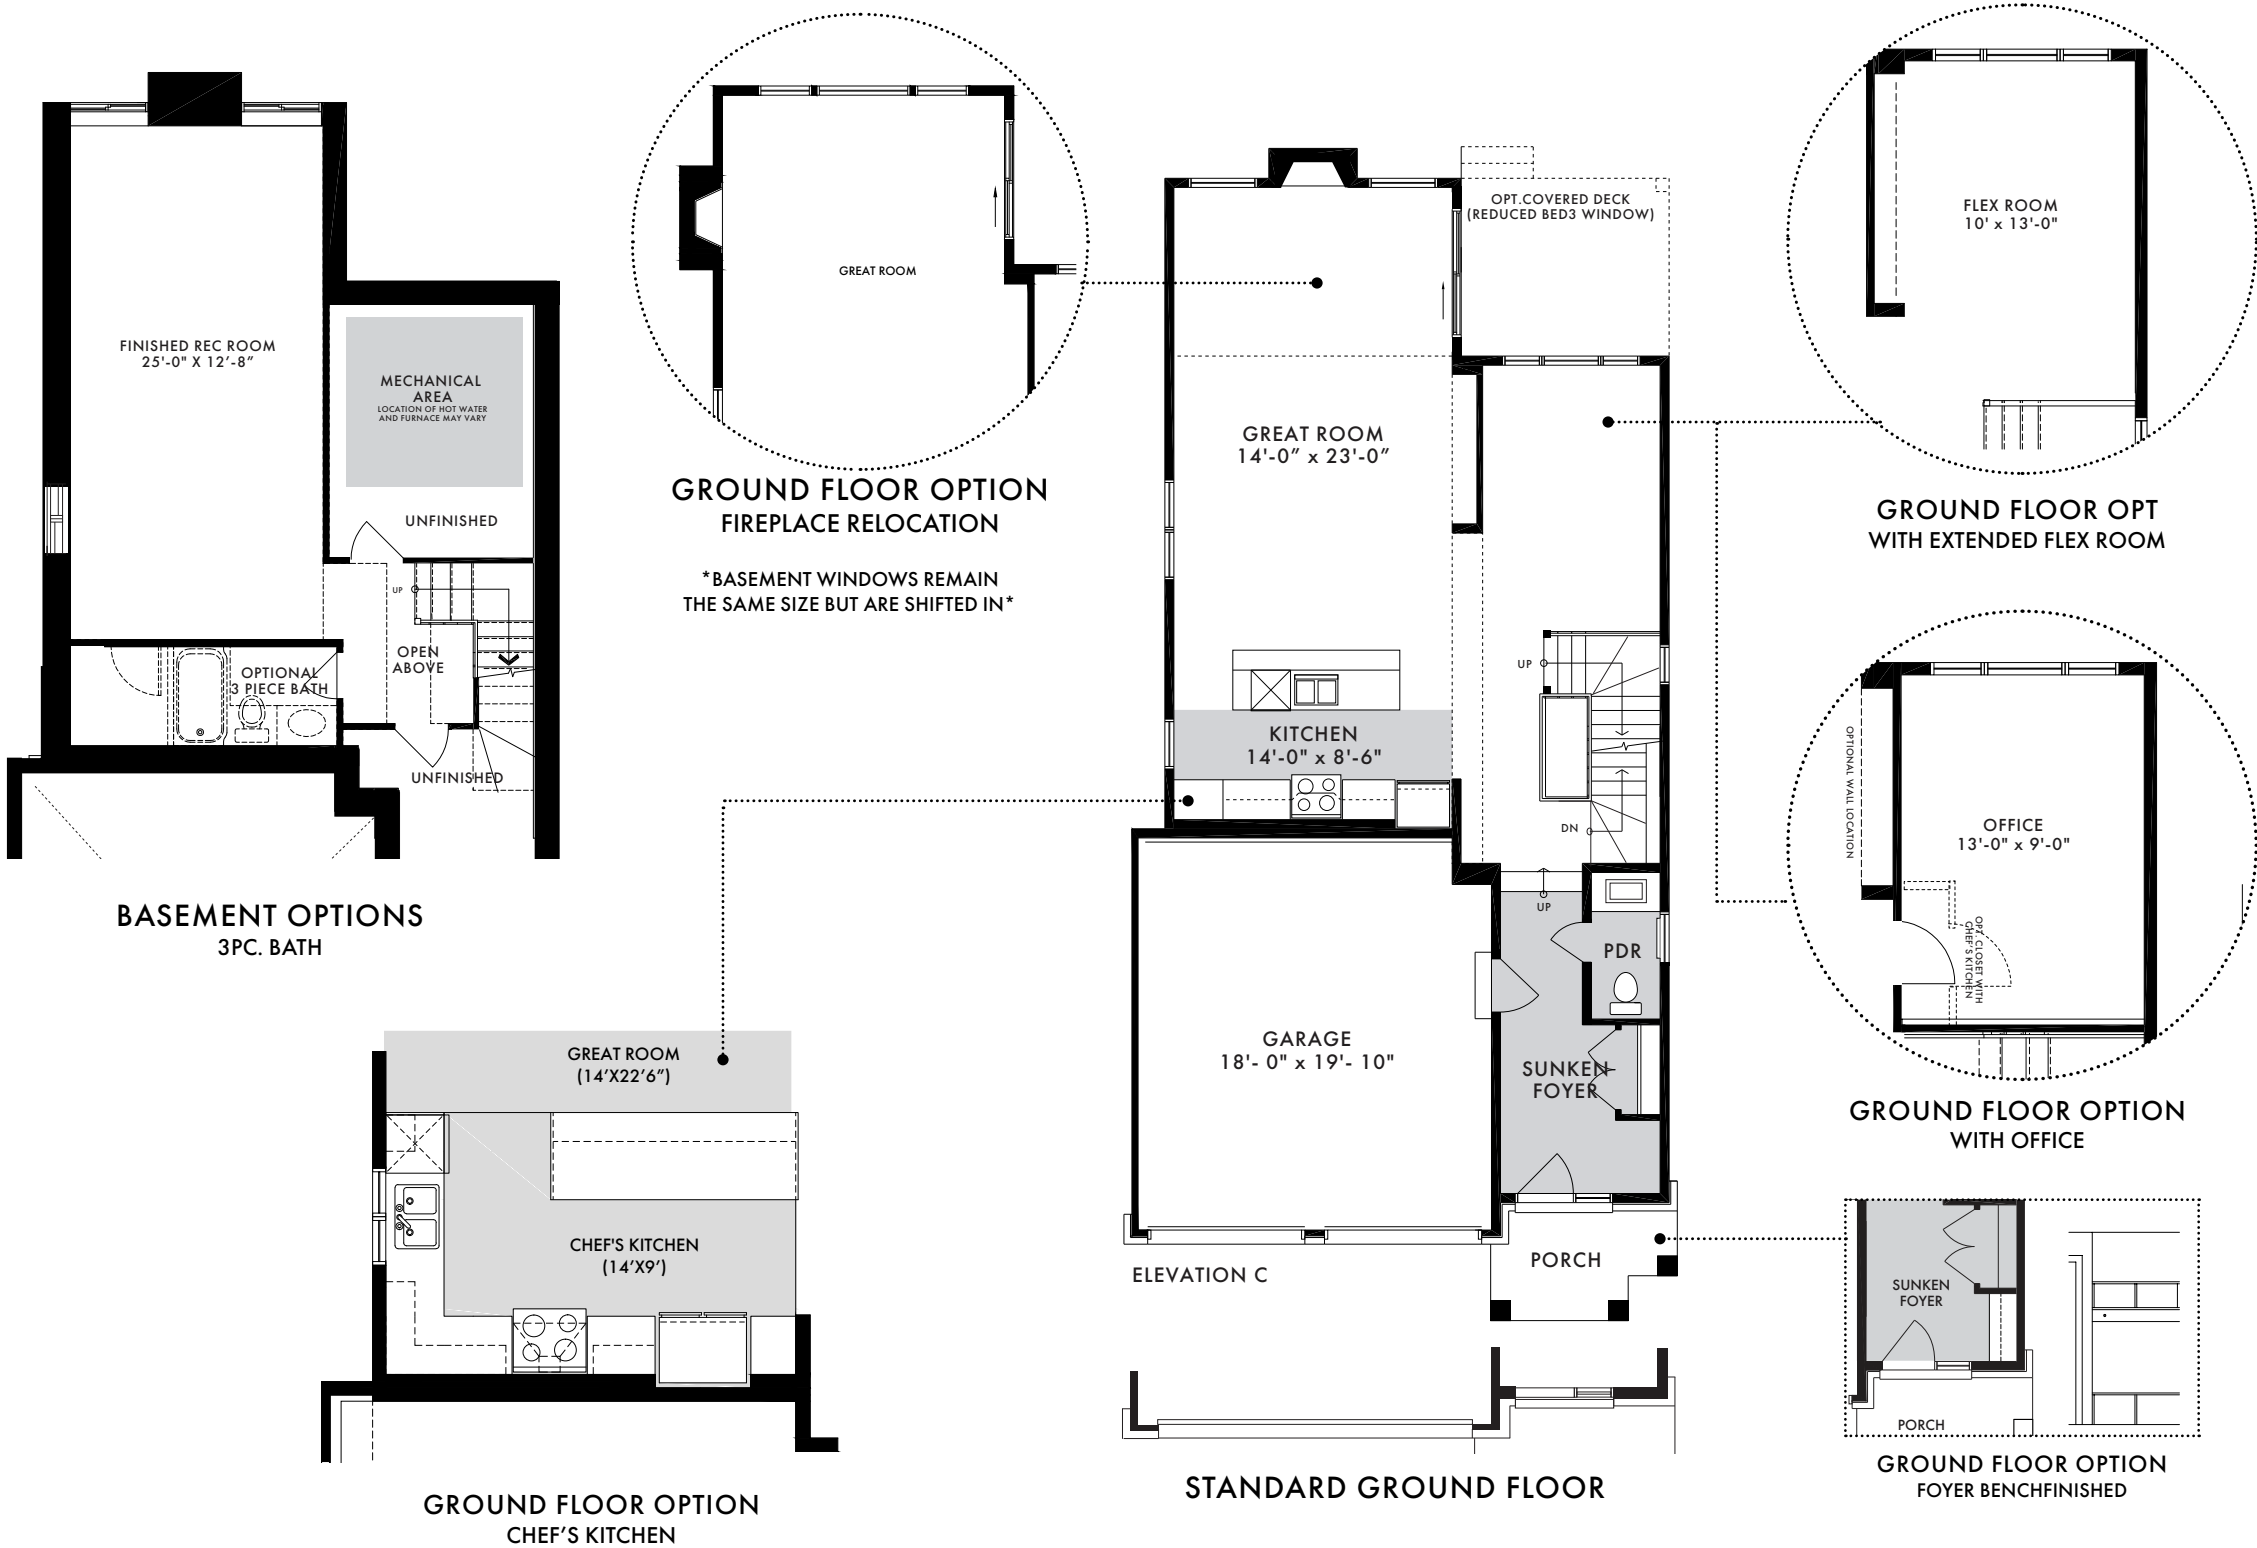 FINISHED REC ROOM
25'-0" X 12'-8"
MECHANICAL
AREA
LOCATION OF HOT WATER
AND FURNACE MAY VARY
UNFINISHED
UP
OPEN
ABOVE
OPTIONAL
3 PIECE BATH
UNFINISHED
BASEMENT OPTIONS
3PC. BATH
GREAT ROOM
GROUND FLOOR OPTION
FIREPLACE RELOCATION
*BASEMENT WINDOWS REMAIN
THE SAME SIZE BUT ARE SHIFTED IN*
GREAT ROOM
(14'X22'6")
CHEF'S KITCHEN
(14'X9')
GROUND FLOOR OPTION
CHEF'S KITCHEN
OPT.COVERED DECK
(REDUCED BED3 WINDOW)
GREAT ROOM
14'-0" x 23'-0"
UP
KITCHEN
14'-0" x 8'-6"
DN
UP
PDR
GARAGE
18'- 0" x 19'- 10"
SUNKEN
FOYER
PORCH
ELEVATION C
STANDARD GROUND FLOOR
FLEX ROOM
10' x 13'-0"
GROUND FLOOR OPT
WITH EXTENDED FLEX ROOM
OPTIONAL WALL LOCATION
OFFICE
13'-0" x 9'-0"
OPT. CLOSET WITH
CHEF'S KITCHEN
GROUND FLOOR OPTION
WITH OFFICE
SUNKEN
FOYER
PORCH
GROUND FLOOR OPTION
FOYER BENCHFINISHED